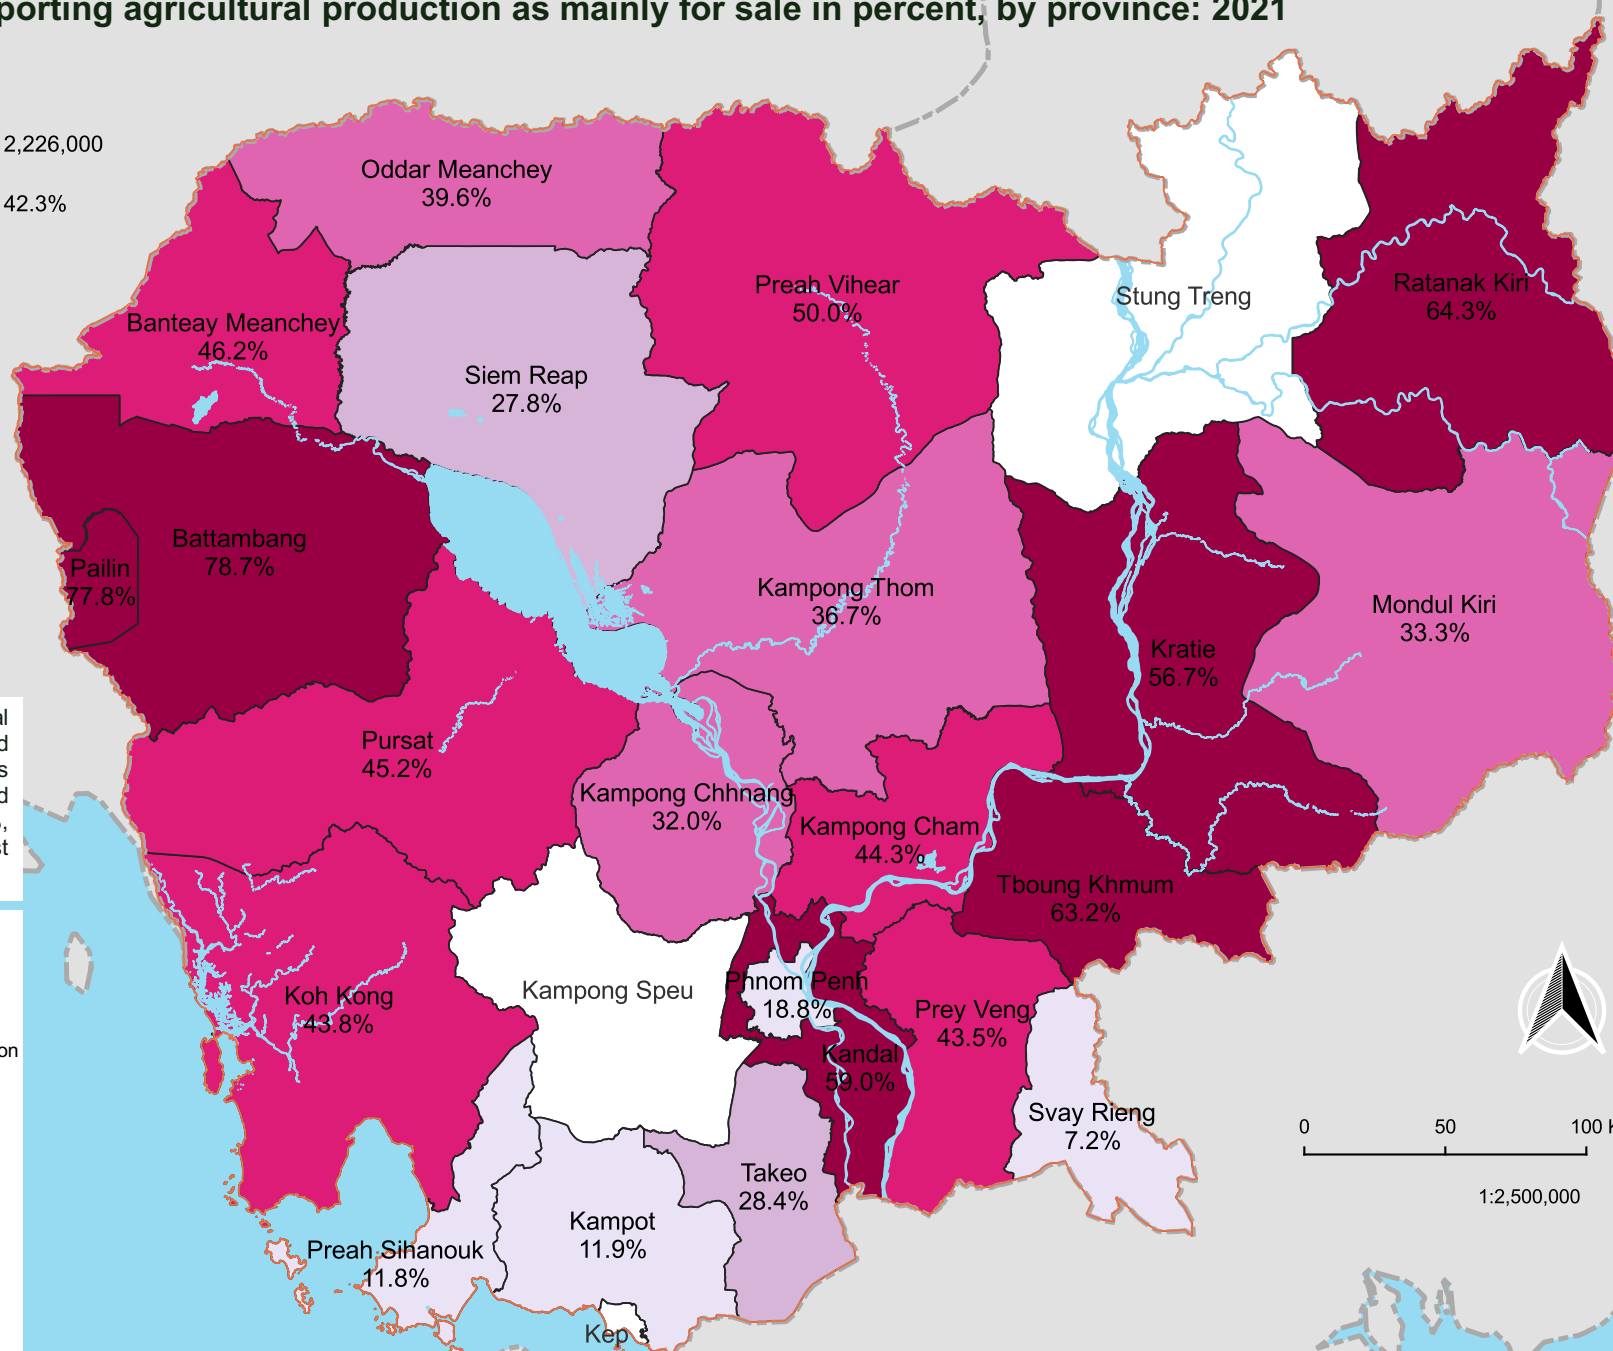 porting agricultural production as mainly for sale in percent, by province: 2021
2,226,000
42.3%
Oddar Meanchey
39.6%
Preah Vihear
50.0%
Stung Treng
Ratanak Kiri
64.3%
Banteay Meanchey
46.2%
Siem Reap
27.8%
Battambang
78.7%
Pailin
77.8%
Kampong Thom
36.7%
Mondul Kiri
33.3%
Kratie
56.7%
al
d
s
d
,
st
Pursat
45.2%
Kampong Chhnang
32.0%
Kampong Cham
44.3%
Tboung Khmum
63.2%
Koh Kong
43.8%
Kampong Speu
Phnom Penh
18.8%
Prey Veng
43.5%
on
Kandal
59.0%
Svay Rieng
7.2%
0 50 100 K
1:2,500,000
Takeo
28.4%
Kampot
11.9%
Preah Sihanouk
11.8%
Kep